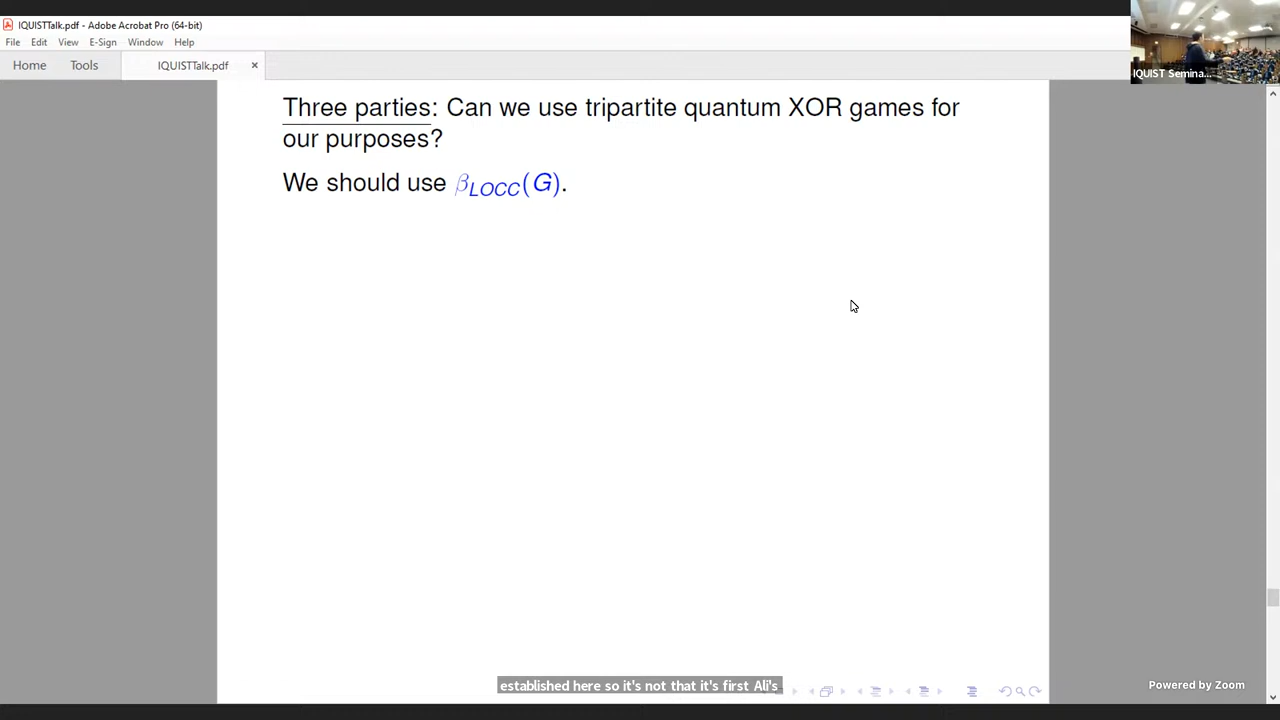 IQUISTTalk.pdf - Adobe Acrobat Pro (64-bit)
File Edit View E-Sign Window Help
Home Tools IQUISTTalk.pdf ×
IQUIST Semina...
Three parties: Can we use tripartite quantum XOR games for
our purposes?
We should use β_LOCC(G).
established here so it's not that it's first Ali's
Powered by Zoom